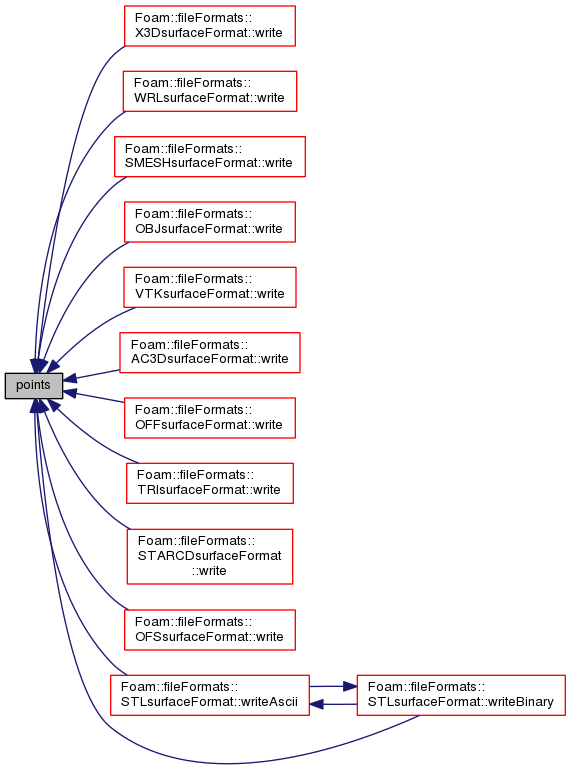 Foam::fileFormats::
X3DsurfaceFormat::write
Foam::fileFormats::
WRLsurfaceFormat::write
Foam::fileFormats::
SMESHsurfaceFormat::write
Foam::fileFormats::
OBJsurfaceFormat::write
Foam::fileFormats::
VTKsurfaceFormat::write
Foam::fileFormats::
AC3DsurfaceFormat::write
points
Foam::fileFormats::
OFFsurfaceFormat::write
Foam::fileFormats::
TRIsurfaceFormat::write
Foam::fileFormats::
STARCDsurfaceFormat
::write
Foam::fileFormats::
OFSsurfaceFormat::write
Foam::fileFormats::
STLsurfaceFormat::writeAscii
Foam::fileFormats::
STLsurfaceFormat::writeBinary